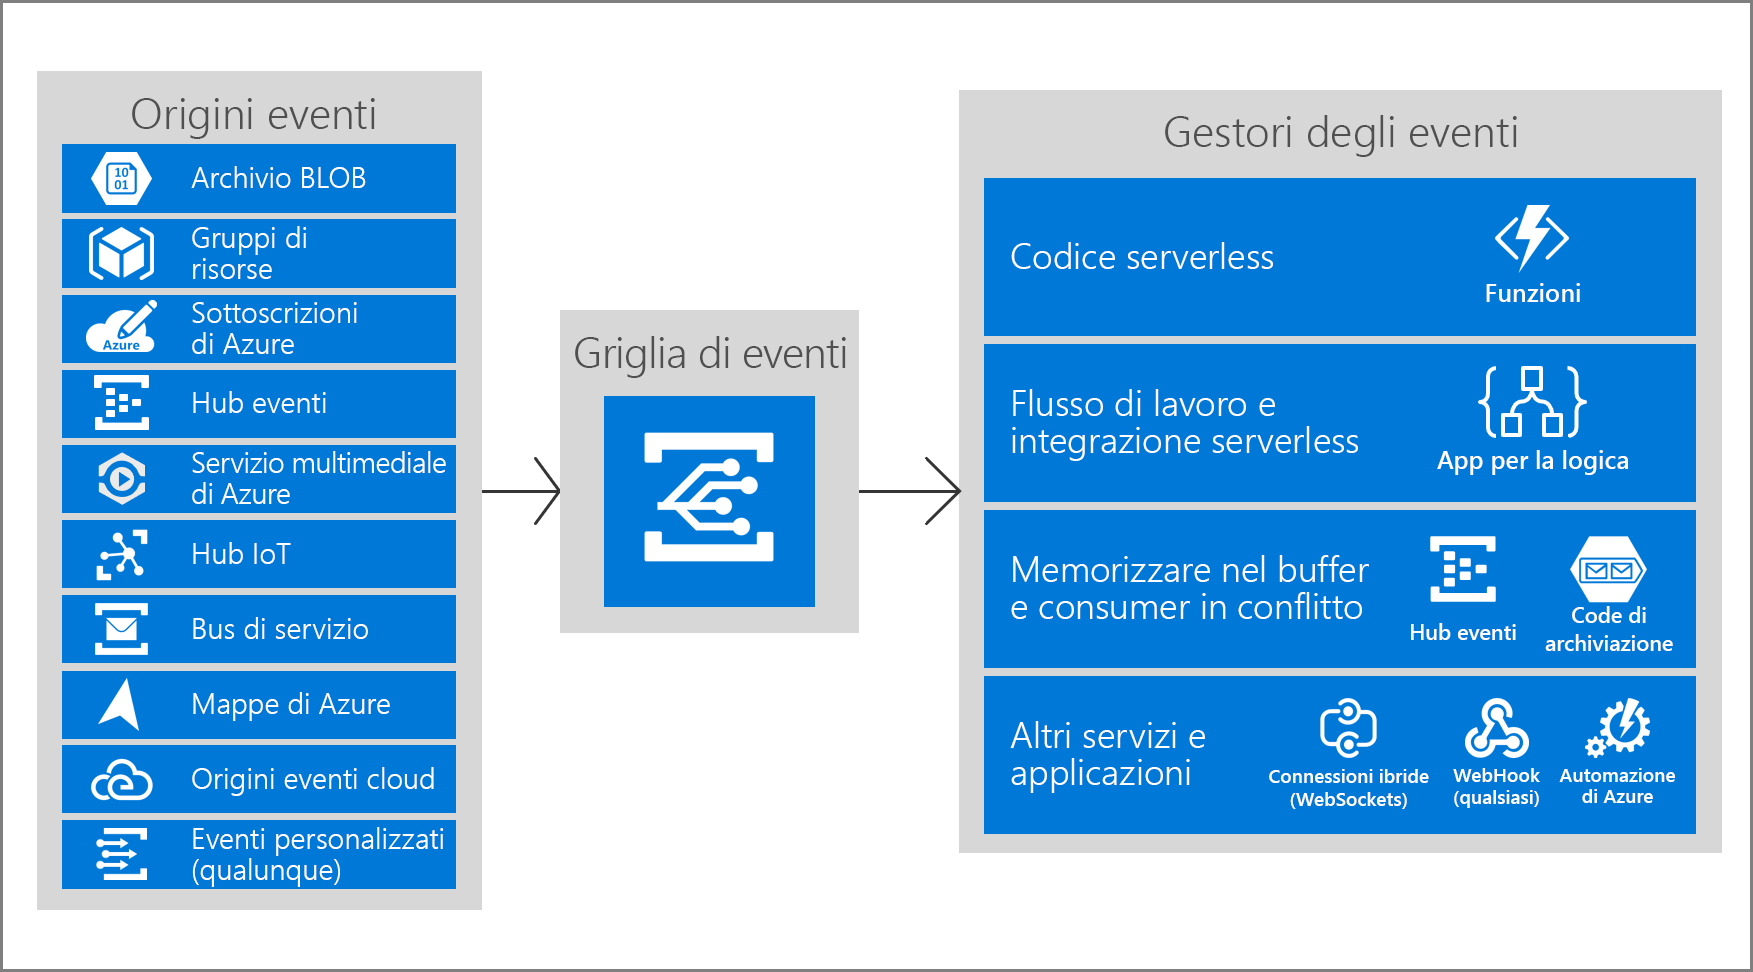 Origini eventi
10
01
Archivio BLOB
Gruppi di
risorse
Azure
Sottoscrizioni
di Azure
Hub eventi
Servizio multimediale
di Azure
Hub IoT
Bus di servizio
Mappe di Azure
Origini eventi cloud
Eventi personalizzati
(qualunque)
Griglia di eventi
Gestori degli eventi
Codice serverless
Funzioni
Flusso di lavoro e
integrazione serverless
App per la logica
Memorizzare nel buffer
e consumer in conflitto
Hub eventi
Code di
archiviazione
Altri servizi e
applicazioni
Connessioni ibride
(WebSockets)
WebHook
(qualsiasi)
Automazione
di Azure